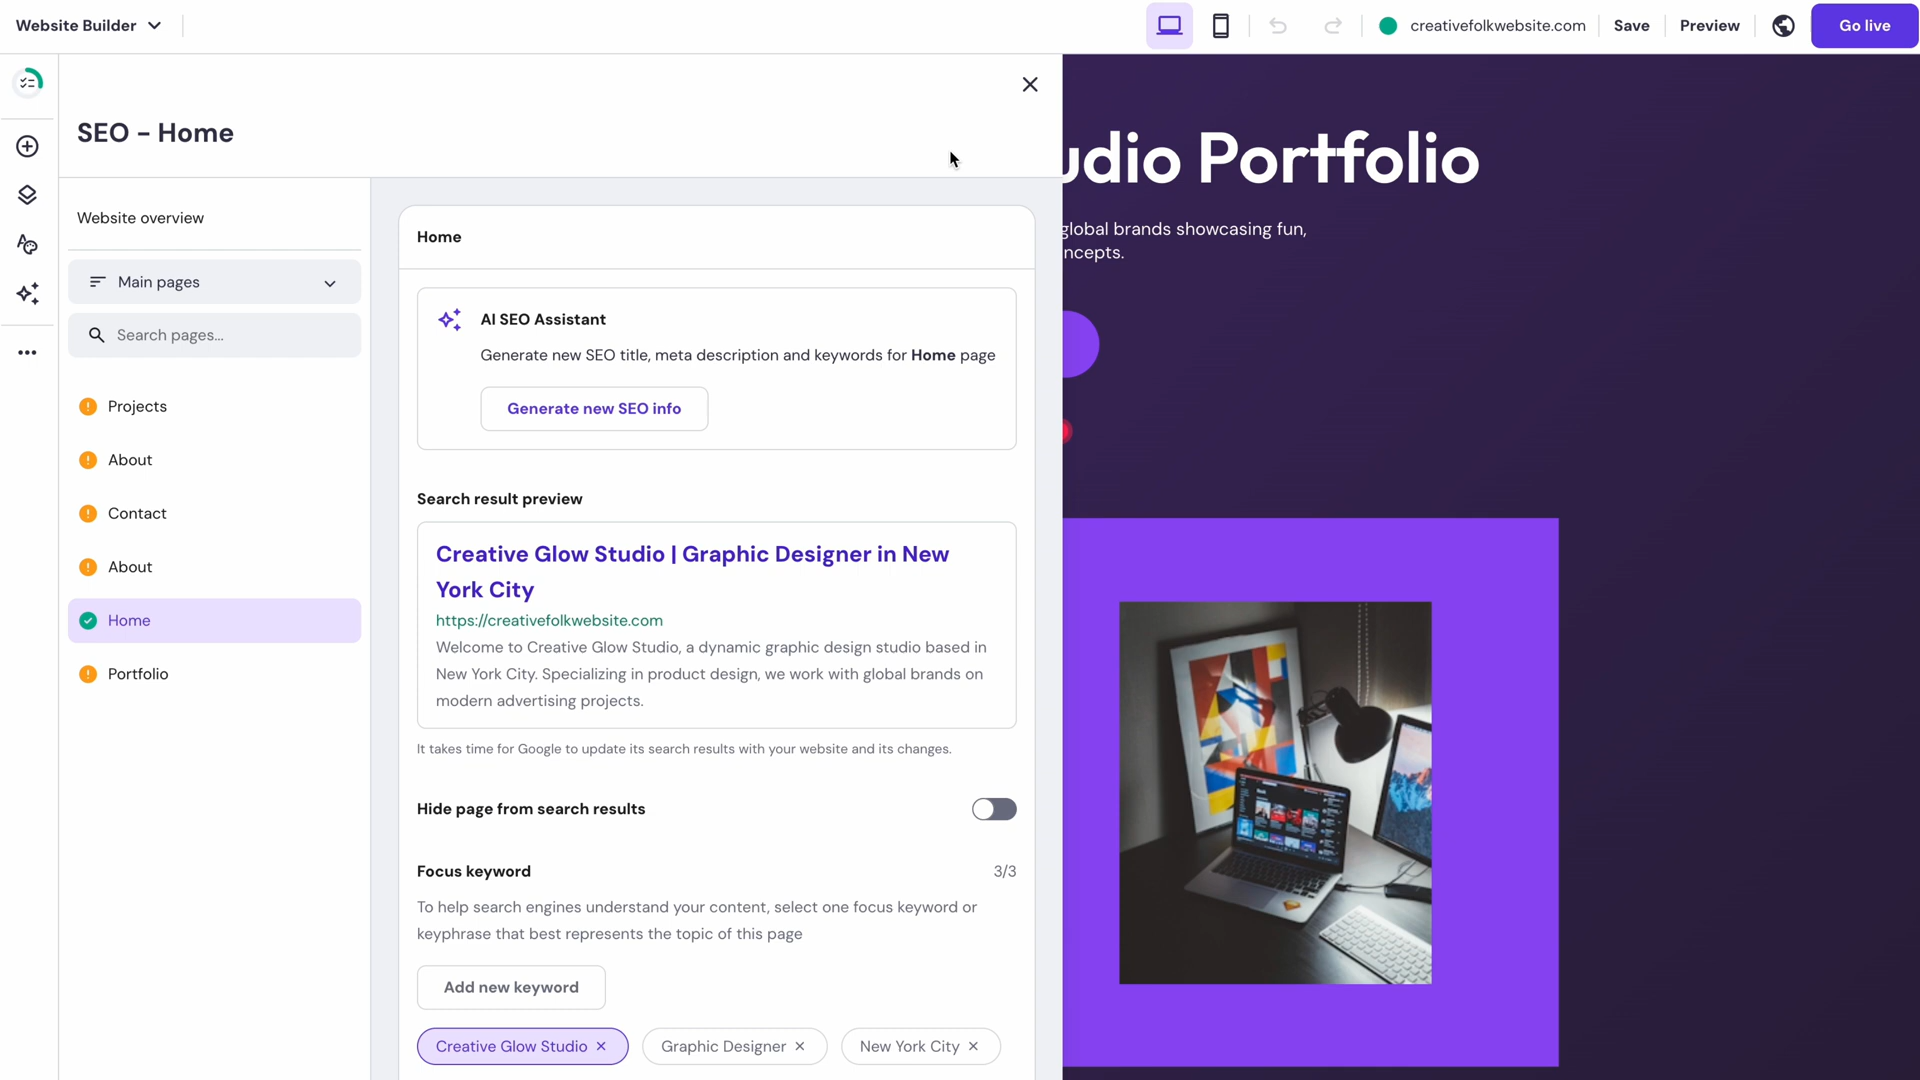 Website Builder
creativefolkwebsite.com
Save
Preview
Go live
SEO - Home
Website overview
Main pages
Search pages...
Projects
About
Contact
About
Home
Portfolio
Home
AI SEO Assistant
Generate new SEO title, meta description and keywords for Home page
Generate new SEO info
Search result preview
Creative Glow Studio | Graphic Designer in New
York City
https://creativefolkwebsite.com
Welcome to Creative Glow Studio, a dynamic graphic design studio based in
New York City. Specializing in product design, we work with global brands on
modern advertising projects.
It takes time for Google to update its search results with your website and its changes.
Hide page from search results
Focus keyword
3/3
To help search engines understand your content, select one focus keyword or
keyphrase that best represents the topic of this page
Add new keyword
Creative Glow Studio
Graphic Designer
New York City
udio Portfolio
global brands showcasing fun,
ncepts.